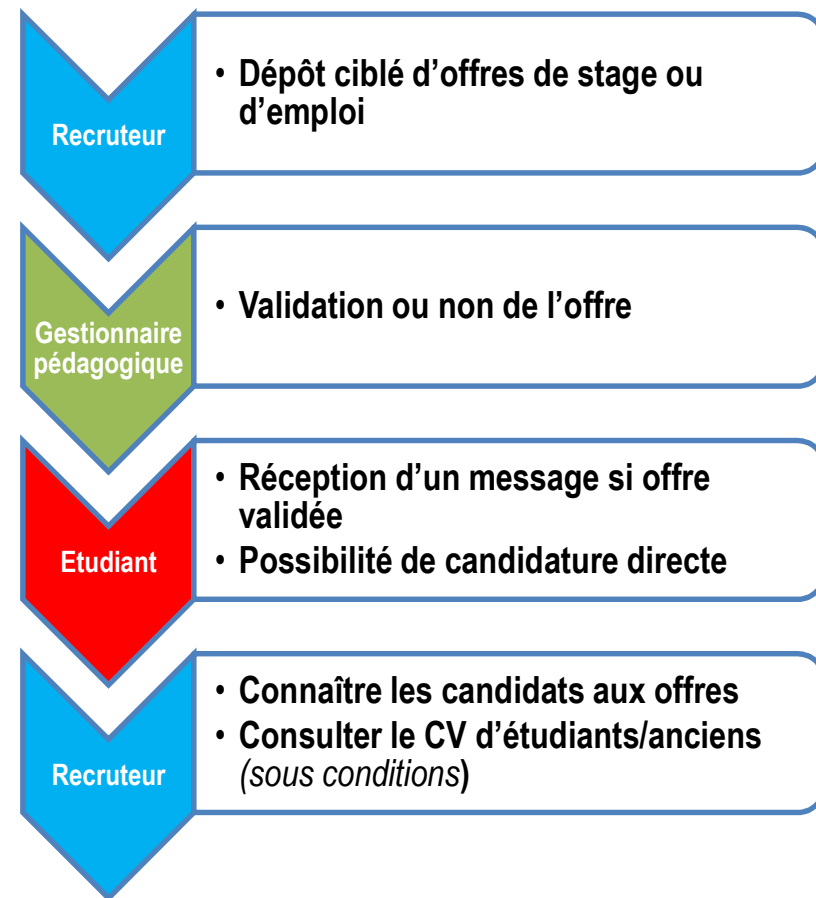 Recruteur
• Dépôt ciblé d’offres de stage ou
d’emploi
Gestionnaire
pédagogique
• Validation ou non de l’offre
Etudiant
• Réception d’un message si offre
validée
• Possibilité de candidature directe
Recruteur
• Connaître les candidats aux offres
• Consulter le CV d’étudiants/anciens
(sous conditions)